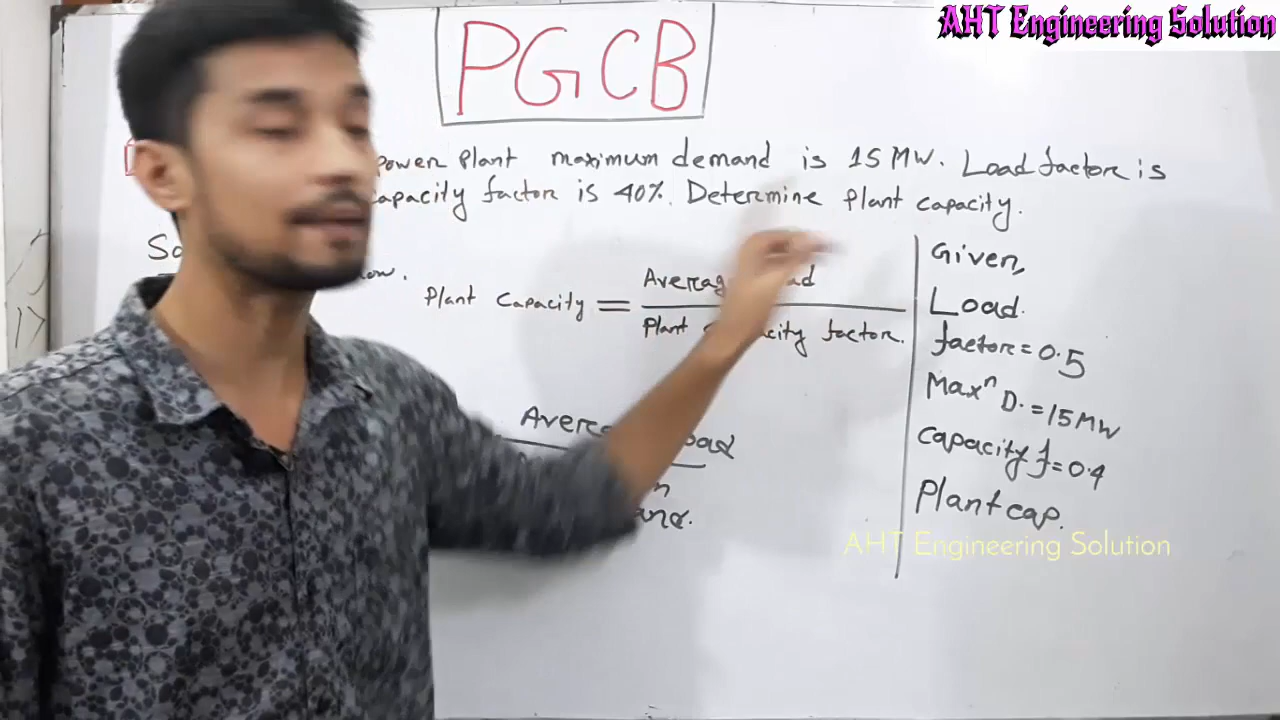 AHT Engineering Solution
PGCB
power plant maximum demand is 15 MW. Load factor is
capacity factor is 40%. Determine plant capacity.
Plant Capacity = Average Load
Plant capacity factor.
Average Load
Given,
Load
factor = 0.5
Maxⁿ D. = 15 MW
capacity f = 0.4
Plant cap.
AHT Engineering Solution